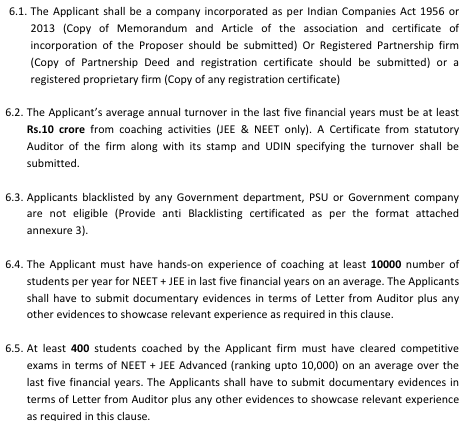 6.1. The Applicant shall be a company incorporated as per Indian Companies Act 1956 or
2013 (Copy of Memorandum and Article of the association and certificate of
incorporation of the Proposer should be submitted) Or Registered Partnership firm
(Copy of Partnership Deed and registration certificate should be submitted) or a
registered proprietary firm (Copy of any registration certificate)
6.2. The Applicant's average annual turnover in the last five financial years must be at least
Rs.10 crore from coaching activities (JEE & NEET only). A Certificate from statutory
Auditor of the firm along with its stamp and UDIN specifying the turnover shall be
submitted.
6.3. Applicants blacklisted by any Government department, PSU or Government company
are not eligible (Provide anti Blacklisting certificated as per the format attached
annexure 3).
6.4. The Applicant must have hands-on experience of coaching at least 10000 number of
students per year for NEET + JEE in last five financial years on an average. The Applicants
shall have to submit documentary evidences in terms of Letter from Auditor plus any
other evidences to showcase relevant experience as required in this clause.
6.5. At least 400 students coached by the Applicant firm must have cleared competitive
exams in terms of NEET + JEE Advanced (ranking upto 10,000) on an average over the
last five financial years. The Applicants shall have to submit documentary evidences in
terms of Letter from Auditor plus any other evidences to showcase relevant experience
as required in this clause.